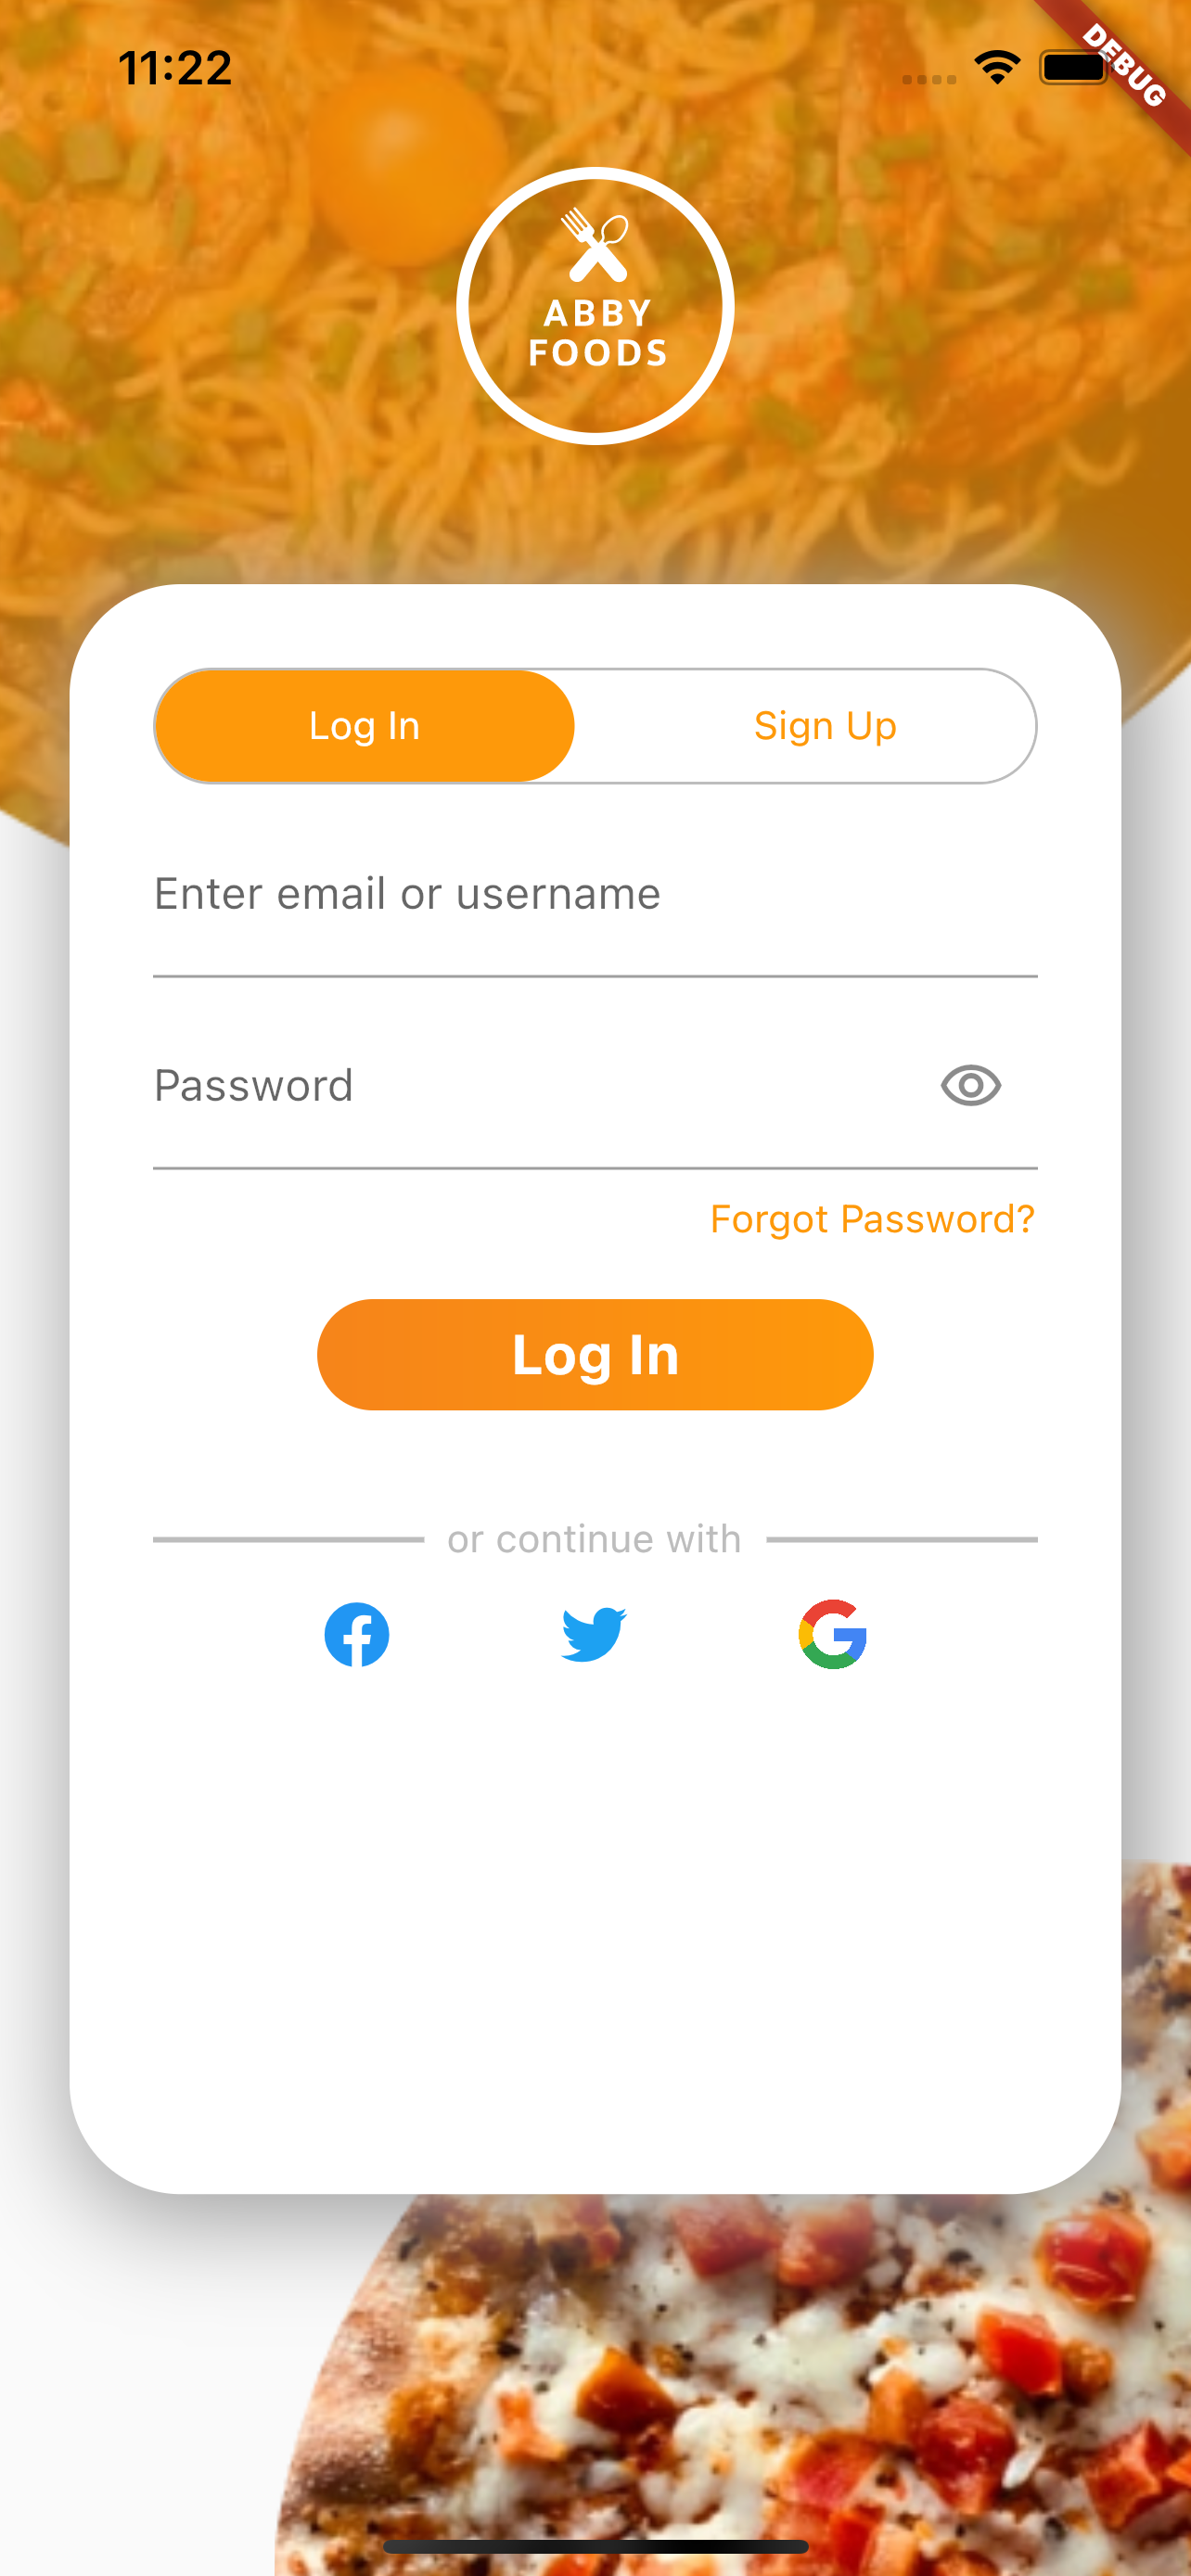 11:22
DEBUG
ABBY
FOODS
Log In
Sign Up
Enter email or username
Password
Forgot Password?
Log In
or continue with